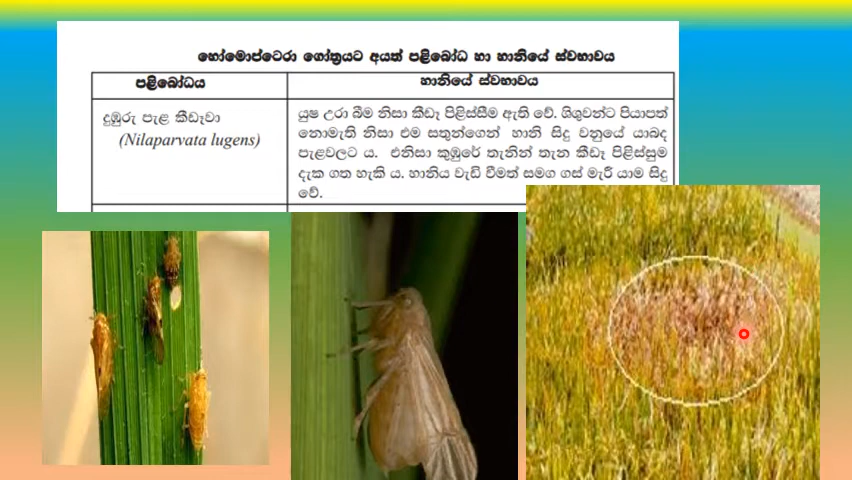 හෝමොප්ටෙරා ගෝත්‍රයට අයත් පළිබෝධ හා හානියේ ස්වභාවය
පළිබෝධය
හානියේ ස්වභාවය
දුඹුරු පැළ කීඩෑවා
(Nilaparvata lugens)
යුෂ උරා බීම නිසා කීඩෑ පිළිස්සීම ඇති වේ. ශිශුවන්ට පියාපත්
නොමැති නිසා එම සතුන්ගෙන් හානි සිදු වනුයේ යාබද
පැළවලට ය. එනිසා කුඹුරේ තැනින් තැන කීඩෑ පිළිස්සුම
දැක ගත හැකි ය. හානිය වැඩි වීමත් සමග ගස් මැරී යාම සිදු
වේ.